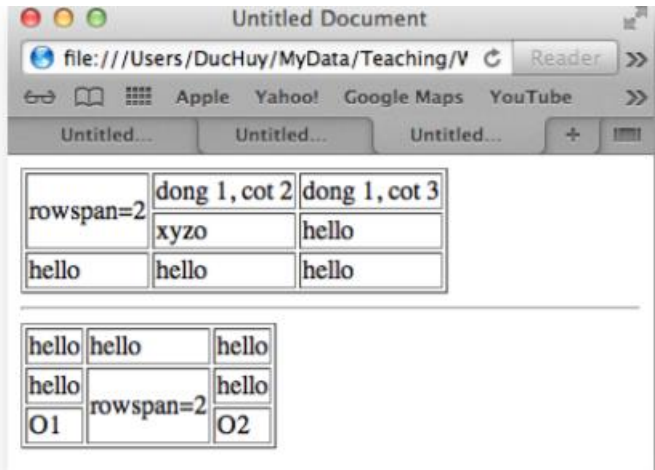 Untitled Document
file:///Users/DucHuy/MyData/Teaching/V Reader
Apple Yahoo! Google Maps YouTube
Untitled... Untitled... Untitled...
rowspan=2 dong 1, cot 2 dong 1, cot 3
xyzo hello
hello hello hello
hello hello hello
hello rowspan=2 hello
O1 O2